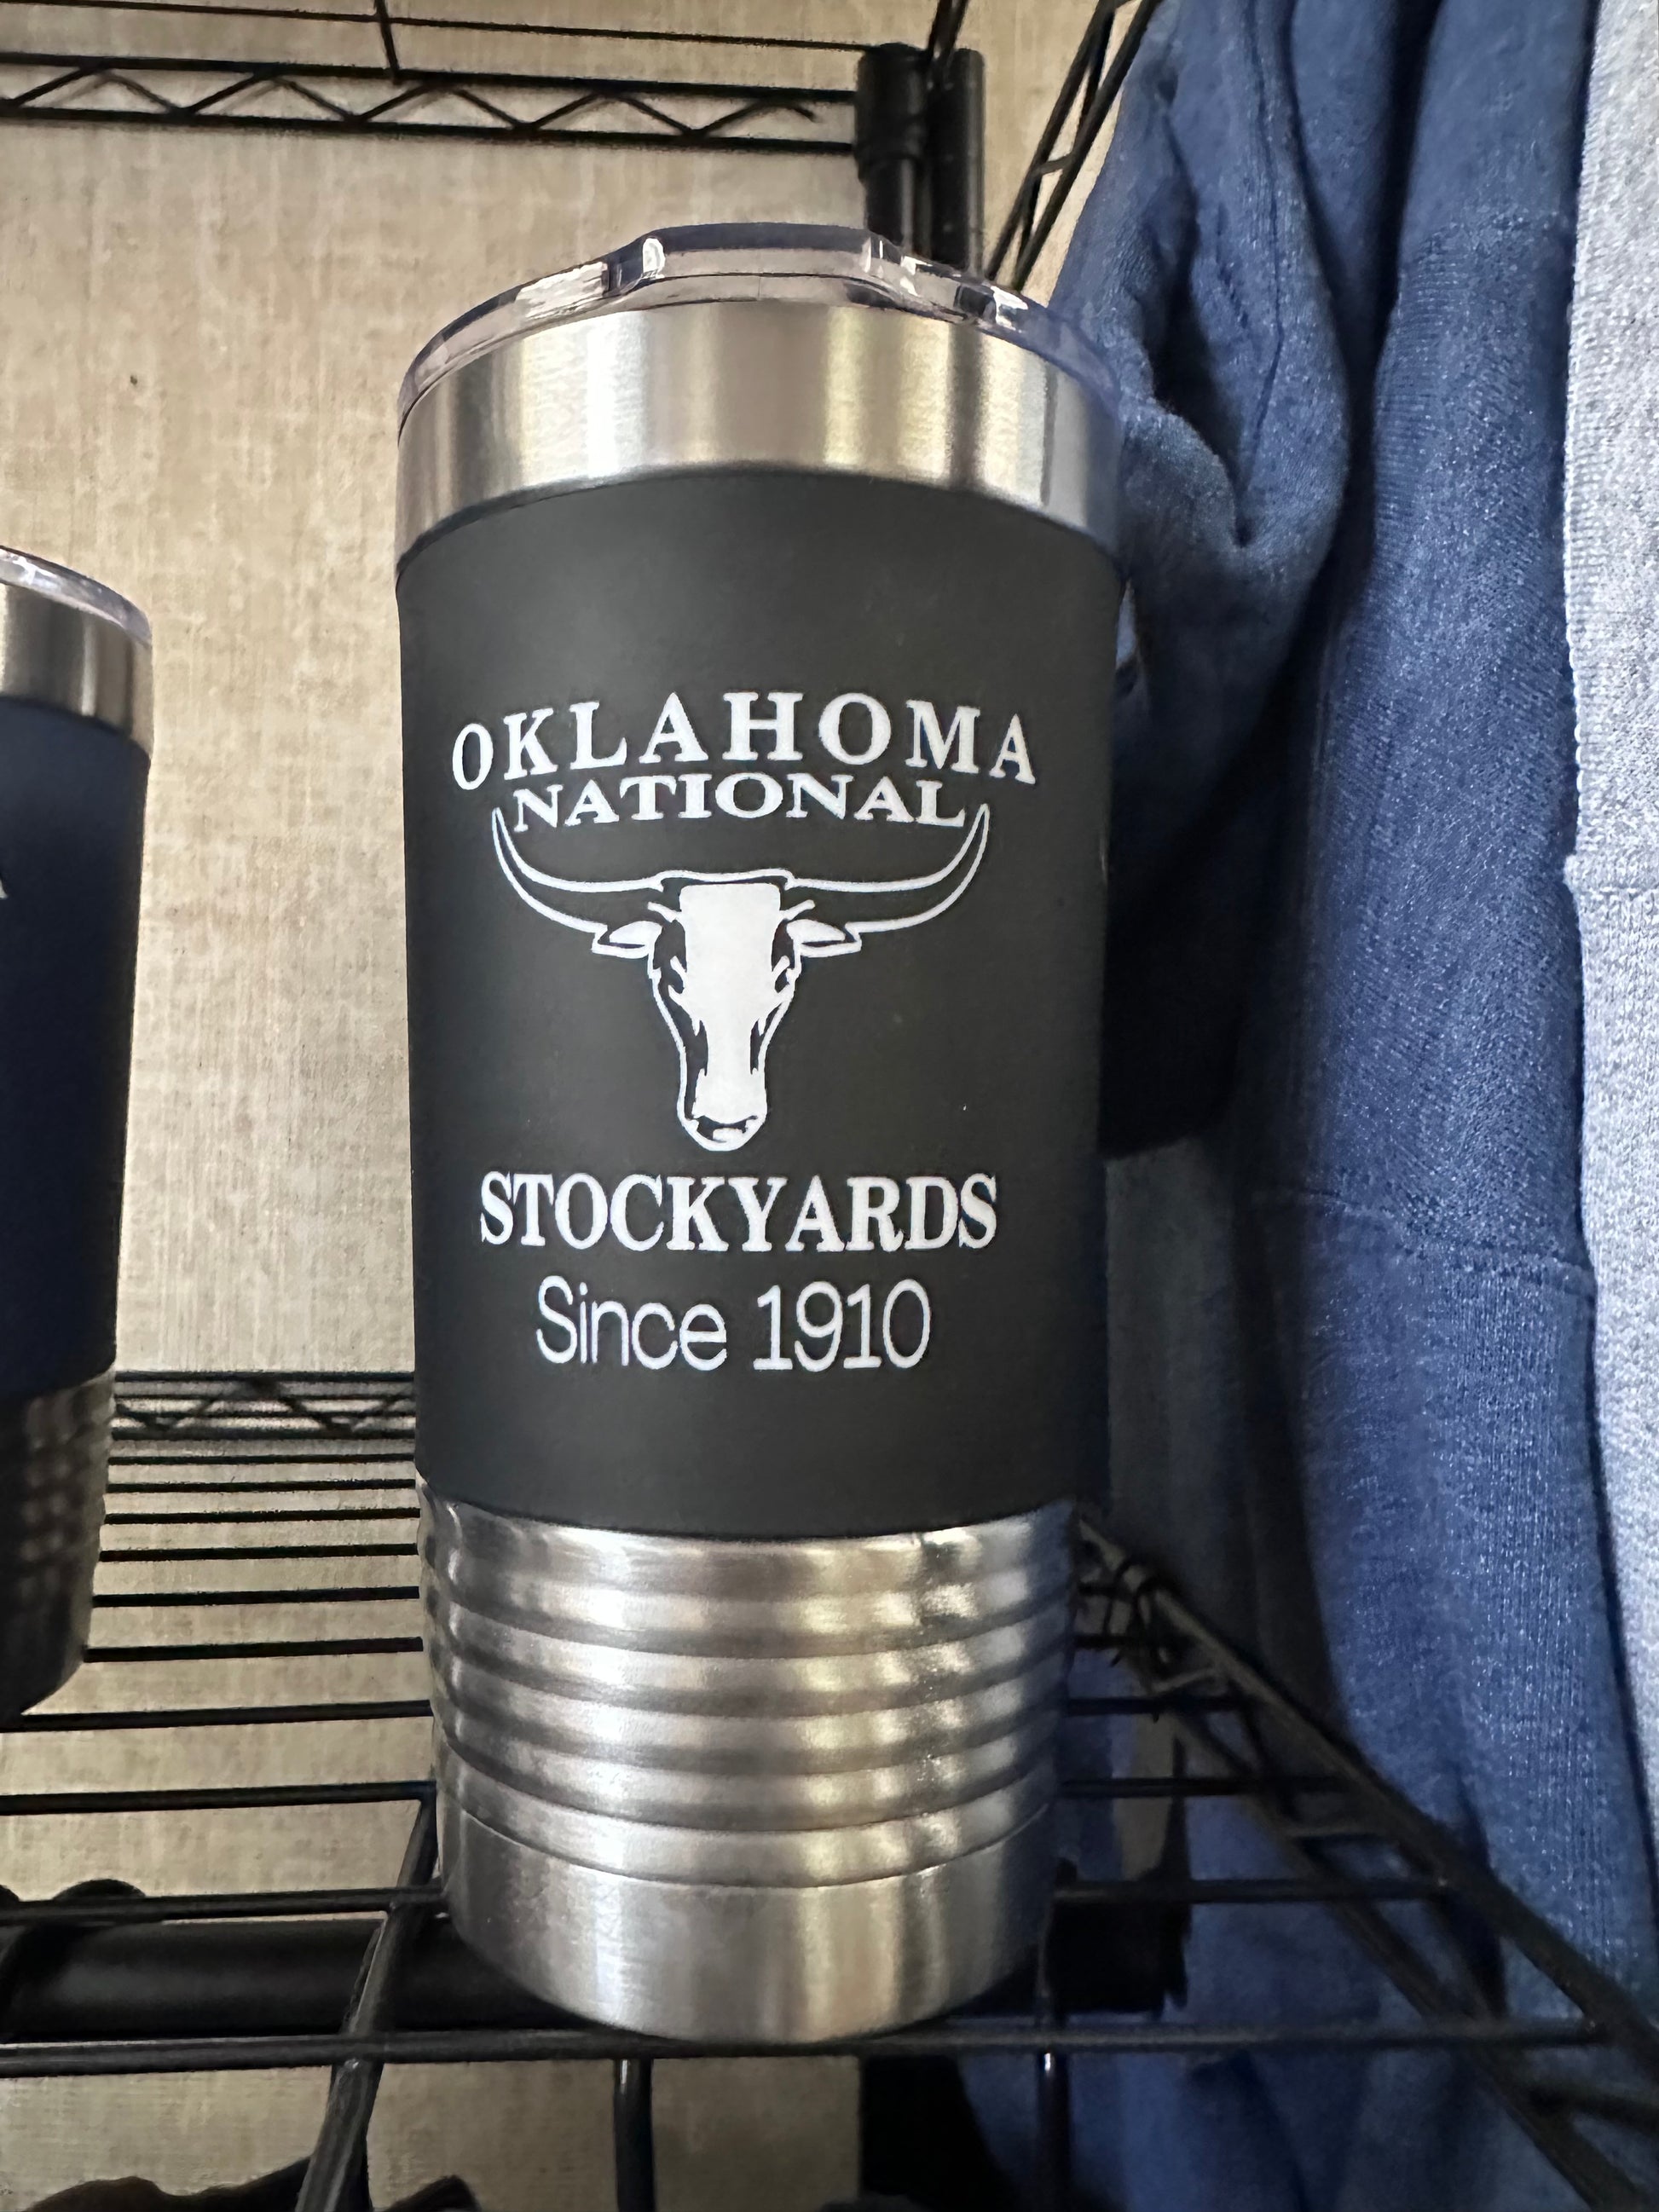 OKLAHOMA
NATIONAL
STOCKYARDS
Since 1910